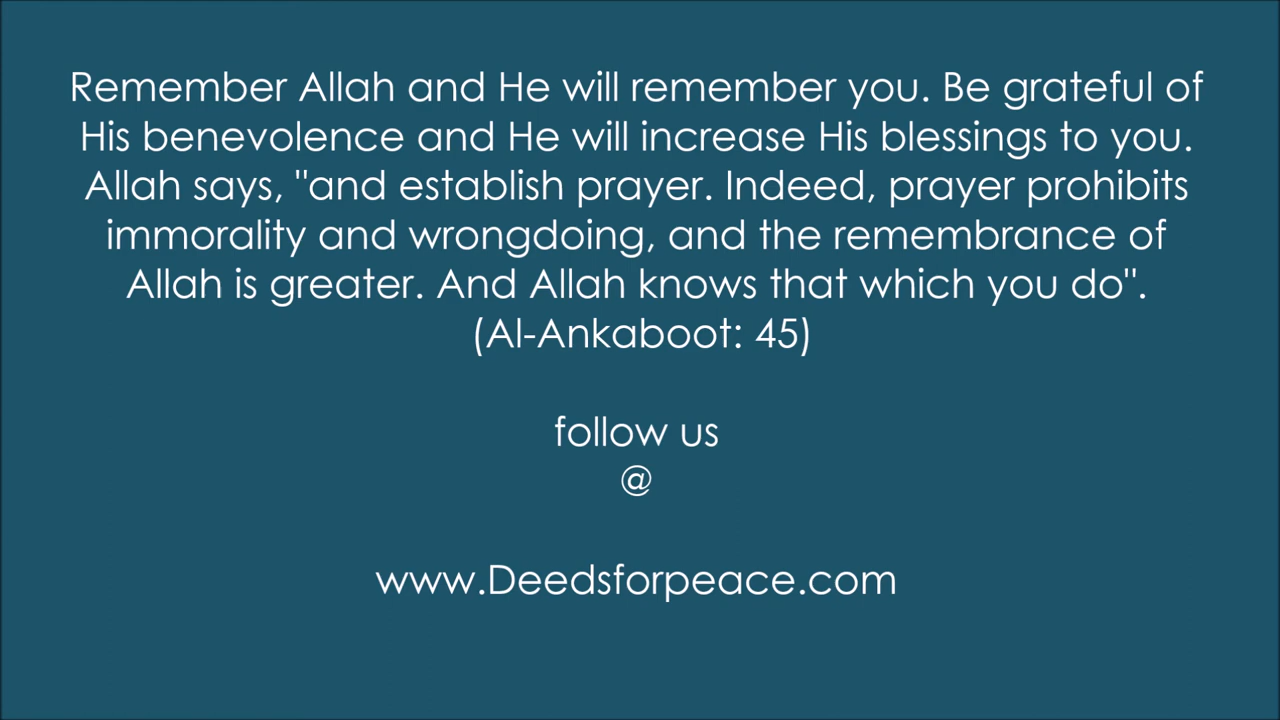 Remember Allah and He will remember you. Be grateful of
His benevolence and He will increase His blessings to you.
Allah says, "and establish prayer. Indeed, prayer prohibits
immorality and wrongdoing, and the remembrance of
Allah is greater. And Allah knows that which you do".
(Al-Ankaboot: 45)
follow us
@
www.Deedsforpeace.com